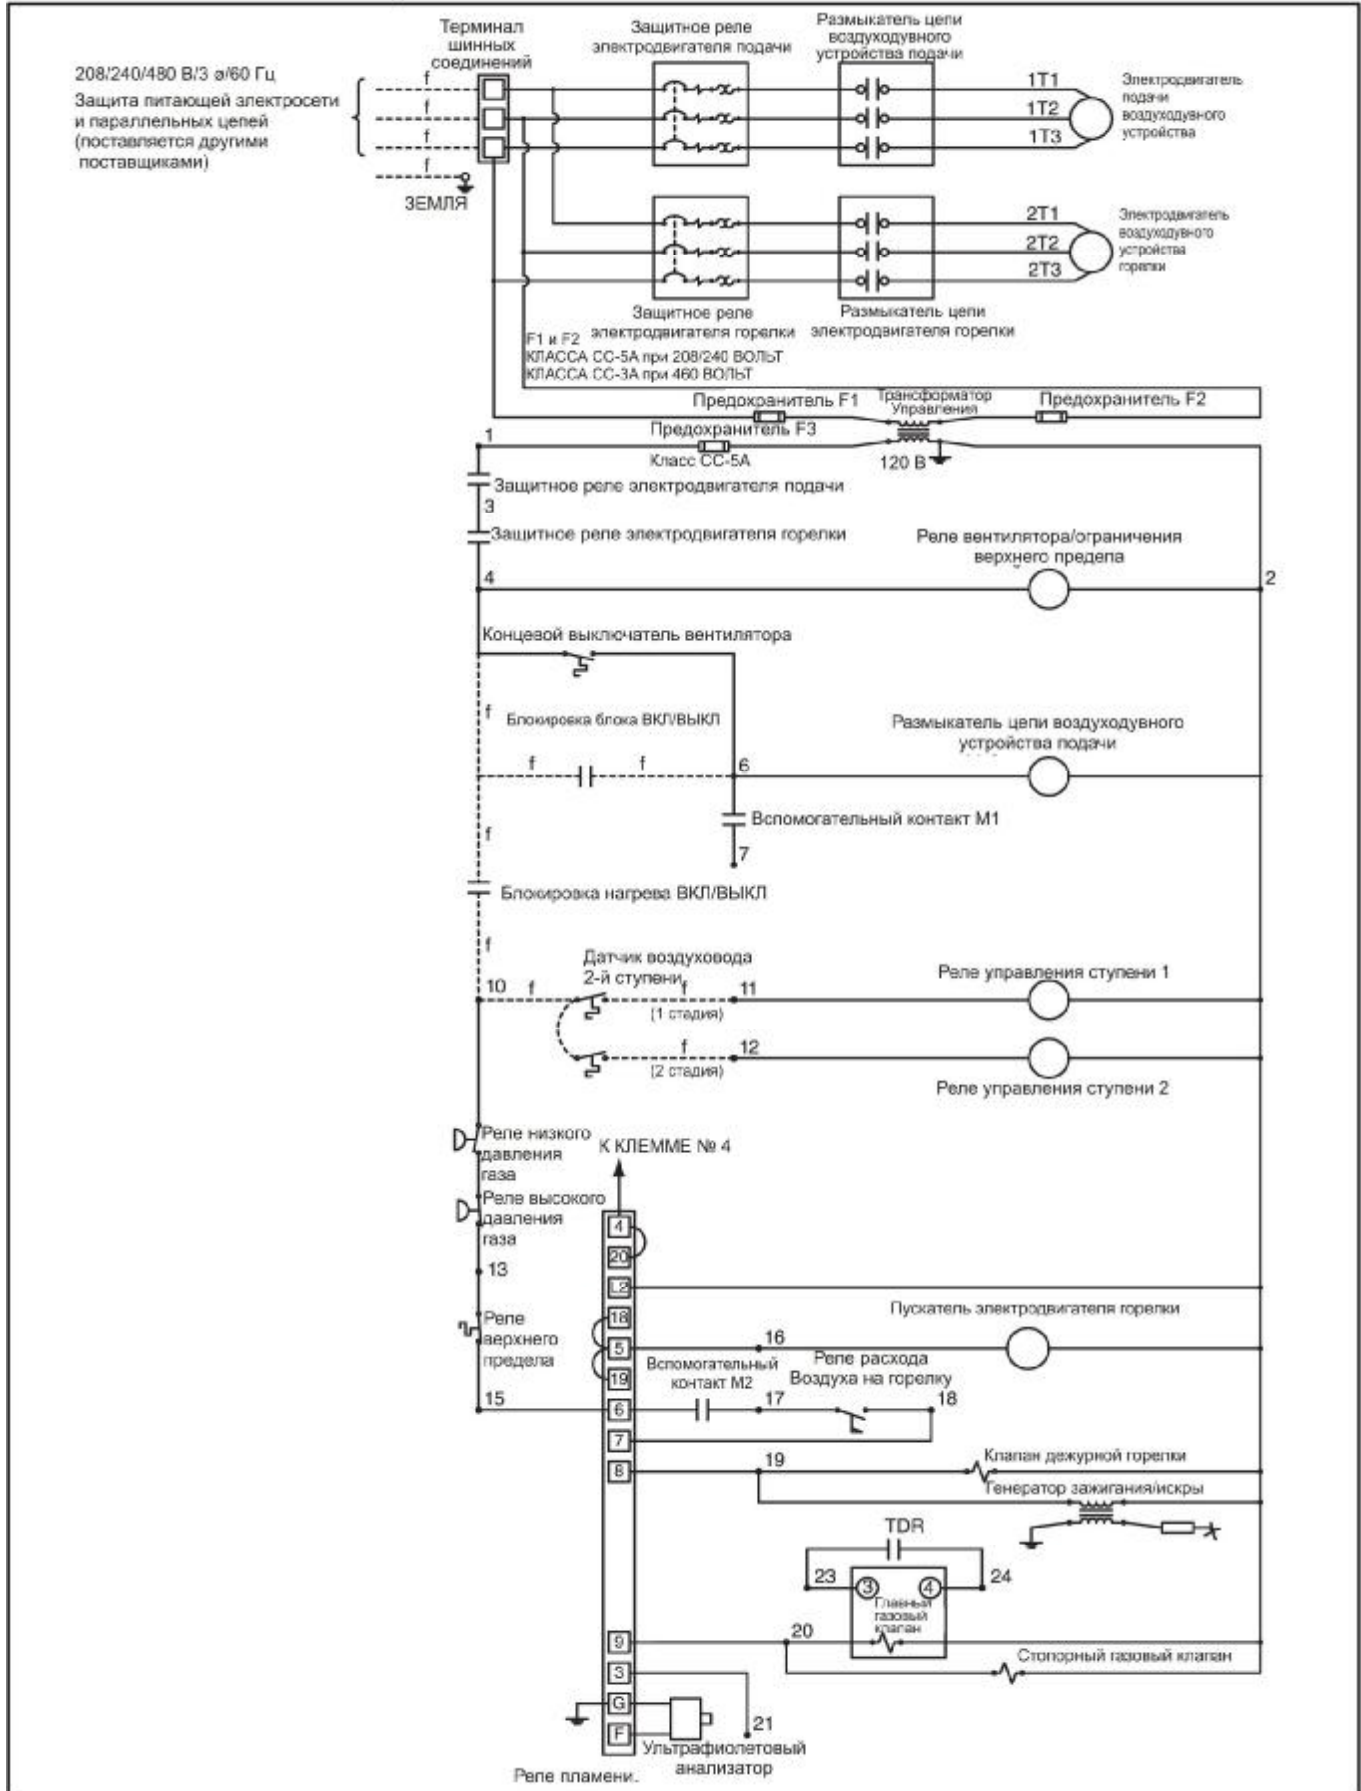 Терминал
шинных
соединений
Защитное реле
электродвигателя подачи
Размыкатель цепи
воздуходувного
устройства подачи
208/240/480 В/3 ø/60 Гц
Защита питающей электросети
и параллельных цепей
(поставляется другими
поставщиками)
f
f
f
f
ЗЕМЛЯ
1T1
1T2
1T3
Электродвигатель
подачи
воздуходувного
устройства
2T1
2T2
2T3
Электродвигатель
воздуходувного
устройства
горелки
Защитное реле
электродвигателя горелки
Размыкатель цепи
электродвигателя горелки
F1 и F2
КЛАССА CC-5A при 208/240 ВОЛЬТ
КЛАССА CC-3A при 460 ВОЛЬТ
Предохранитель F1
Трансформатор
Управления
Предохранитель F2
1
Предохранитель F3
Класс CC-5A
120 В
Защитное реле электродвигателя подачи
3
Защитное реле электродвигателя горелки
Реле вентилятора/ограничения
верхнего предела
4
2
Концевой выключатель вентилятора
f
Блокировка блока ВКЛ/ВЫКЛ
Размыкатель цепи воздуходувного
устройства подачи
f
f
6
Вспомогательный контакт M1
f
7
Блокировка нагрева ВКЛ/ВЫКЛ
f
Датчик воздуховода
2-й ступени
Реле управления ступени 1
10
f
f
11
(1 стадия)
f
12
(2 стадия)
Реле управления ступени 2
Реле низкого
давления
газа
К КЛЕММЕ № 4
Реле высокого
давления
газа
4
20
13
L2
18
Пускатель электродвигателя горелки
Реле
верхнего
предела
5
16
Вспомогательный
контакт M2
Реле расхода
Воздуха на горелку
19
15
6
17
18
7
8
19
Клапан дежурной горелки
Генератор зажигания/искры
TDR
23
3
4
24
Главный
газовый
клапан
9
20
Стопорный газовый клапан
3
G
21
F
Ультрафиолетовый
анализатор
Реле пламени.